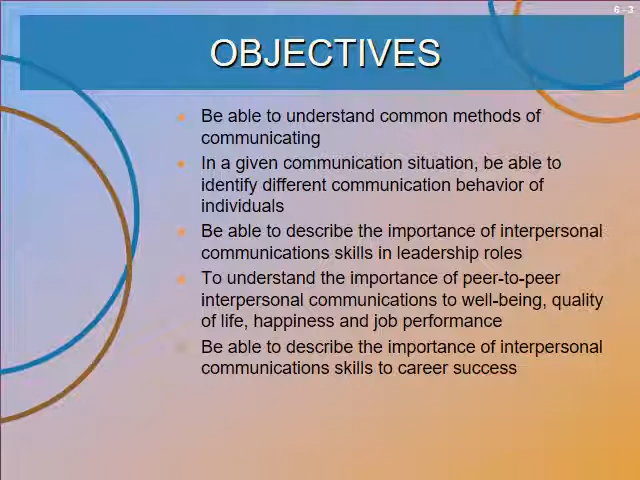 6 - 3
OBJECTIVES
Be able to understand common methods of
communicating
In a given communication situation, be able to
identify different communication behavior of
individuals
Be able to describe the importance of interpersonal
communications skills in leadership roles
To understand the importance of peer-to-peer
interpersonal communications to well-being, quality
of life, happiness and job performance
Be able to describe the importance of interpersonal
communications skills to career success